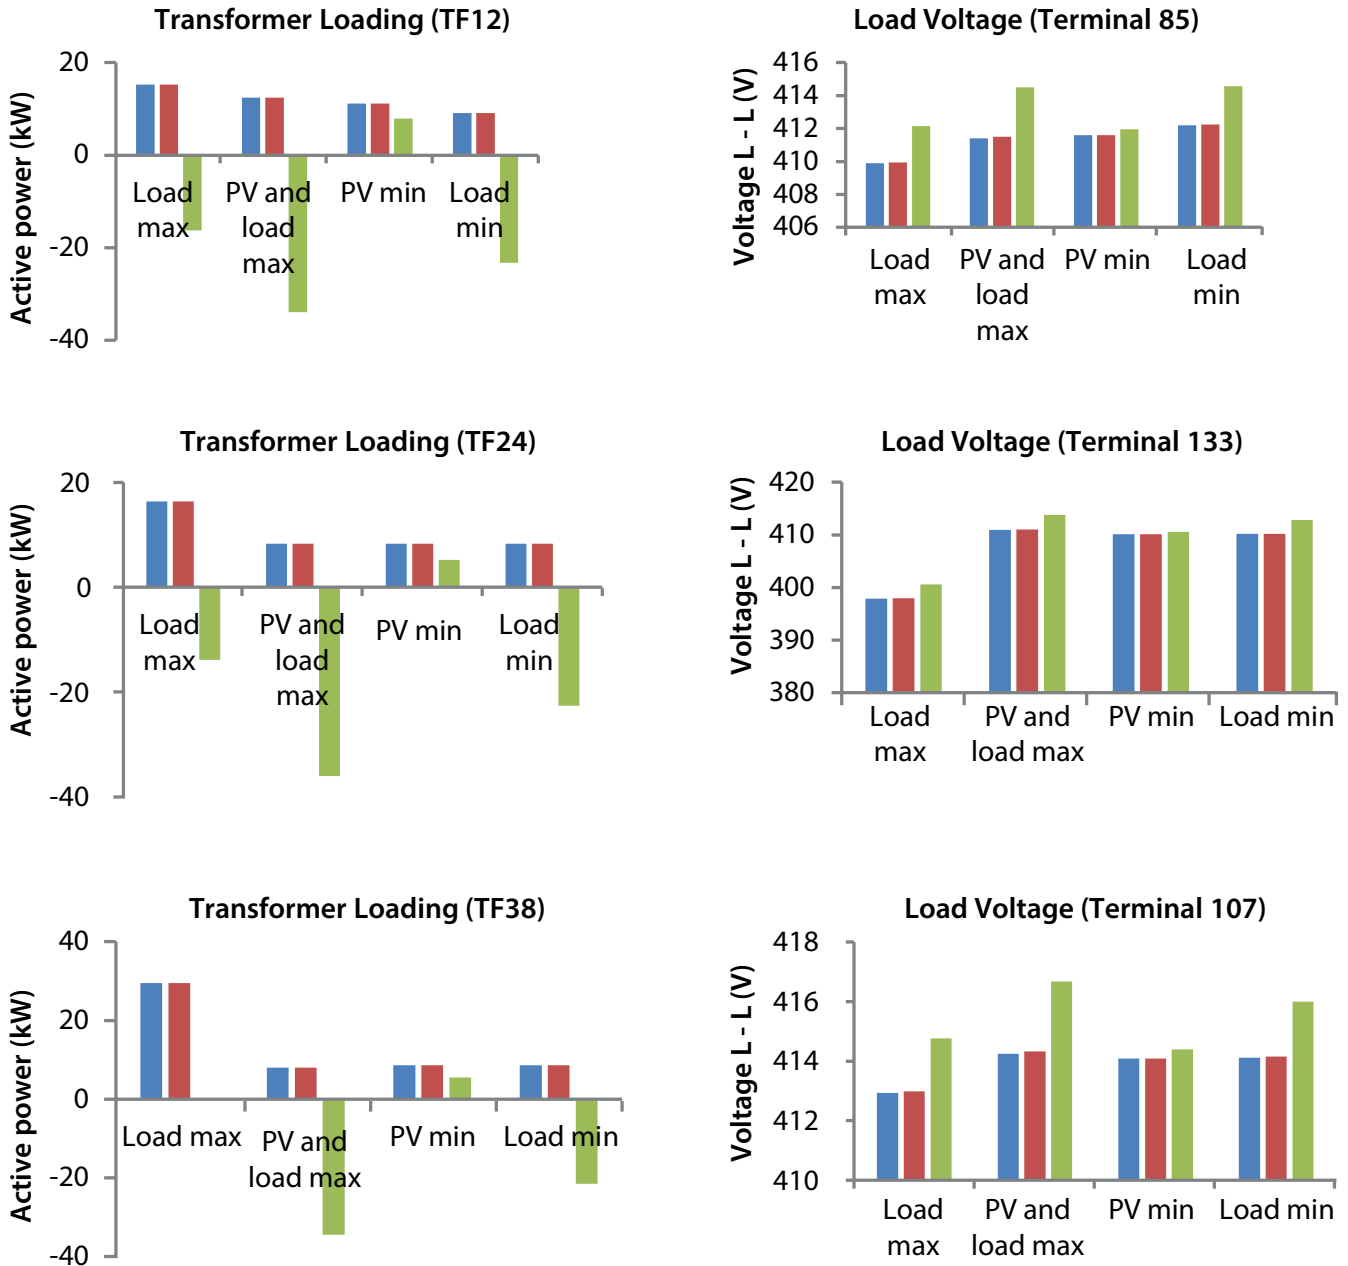 Transformer Loading (TF12)
Active power (kW)
20
0
-20
-40
Load
max
PV and
load
max
PV min
Load
min
Load Voltage (Terminal 85)
Voltage L - L (V)
416
414
412
410
408
406
Load
max
PV and
load
max
PV min
Load
min
Transformer Loading (TF24)
Active power (kW)
20
0
-20
-40
Load
max
PV and
load
max
PV min
Load
min
Load Voltage (Terminal 133)
Voltage L - L (V)
420
410
400
390
380
Load
max
PV and
load max
PV min
Load min
Transformer Loading (TF38)
Active power (kW)
40
20
0
-20
-40
Load max
PV and
load max
PV min
Load min
Load Voltage (Terminal 107)
Voltage L - L (V)
418
416
414
412
410
Load
max
PV and
load max
PV min
Load min